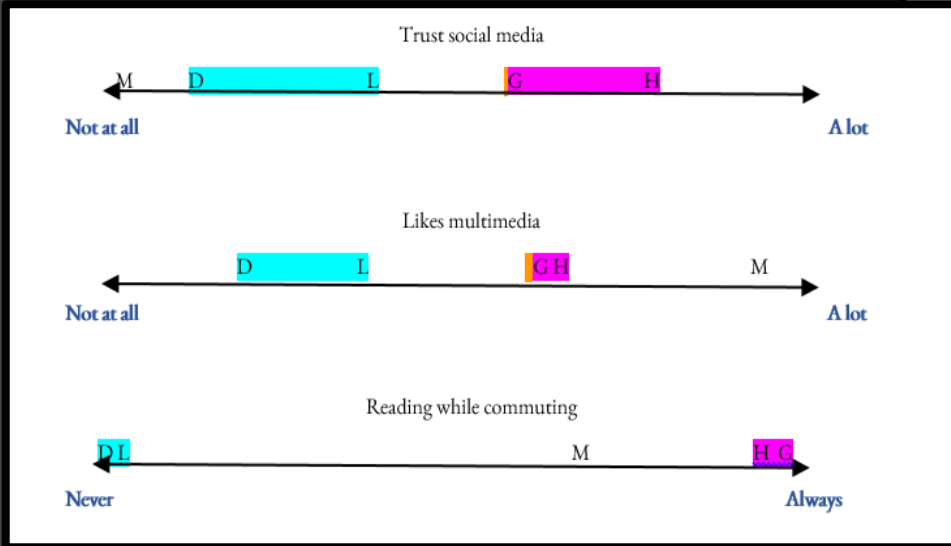 Trust social media
M D L G H
Not at all A lot
Likes multimedia
D L G H M
Not at all A lot
Reading while commuting
D L M H G
Never Always